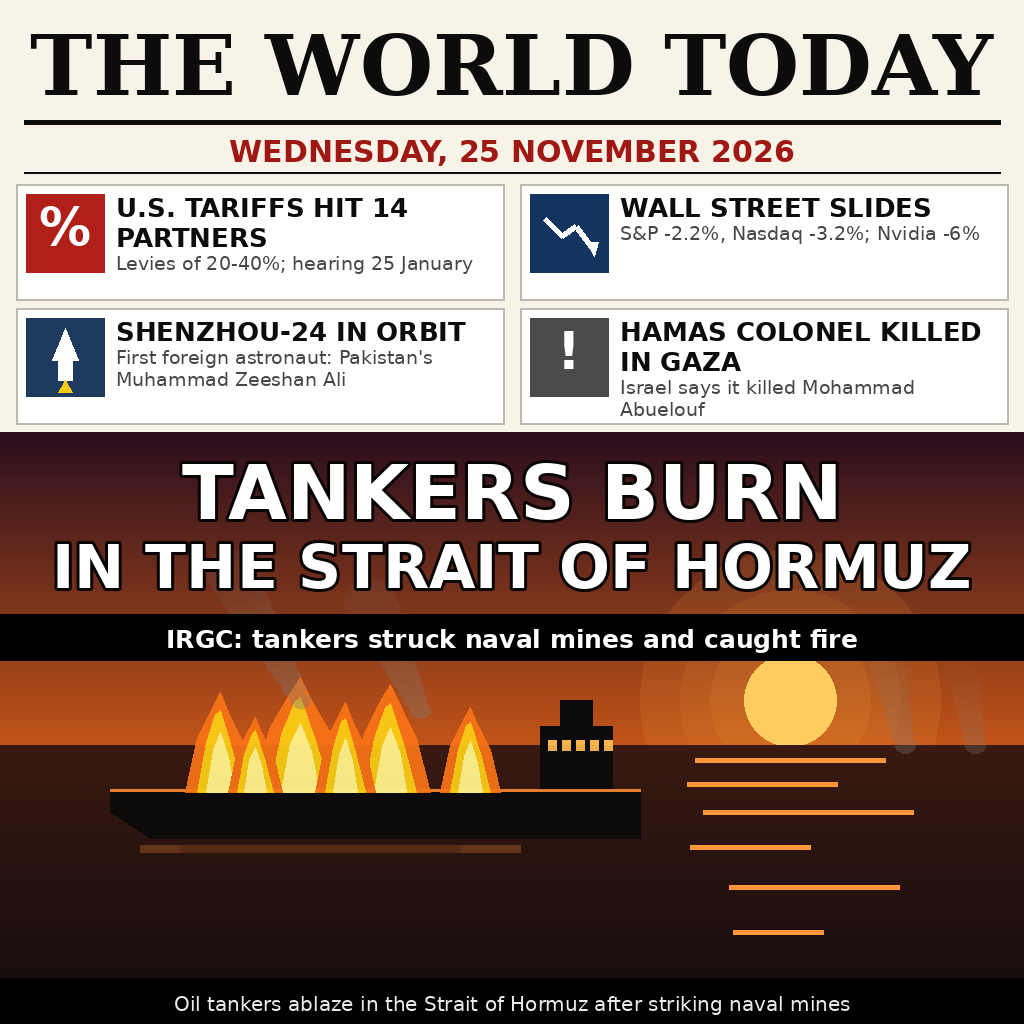 THE WORLD TODAY
WEDNESDAY, 25 NOVEMBER 2026
%
U.S. TARIFFS HIT 14
PARTNERS
Levies of 20-40%; hearing 25 January
WALL STREET SLIDES
S&P -2.2%, Nasdaq -3.2%; Nvidia -6%
SHENZHOU-24 IN ORBIT
First foreign astronaut: Pakistan's
Muhammad Zeeshan Ali
!
HAMAS COLONEL KILLED
IN GAZA
Israel says it killed Mohammad
Abuelouf
TANKERS BURN
IN THE STRAIT OF HORMUZ
IRGC: tankers struck naval mines and caught fire
Oil tankers ablaze in the Strait of Hormuz after striking naval mines